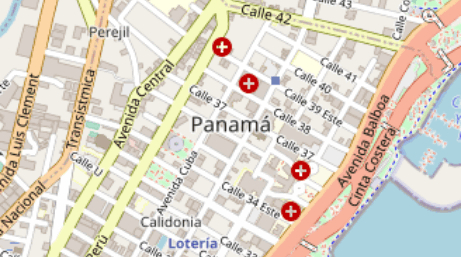 Calle 42
Calle 43
Calle
Perejil
Calle 41
Calle 40
Calle 39 Este
Calle 37
Calle 38
Panamá
Calle 37
Avenida Central
Transístmica
Avenida Luis Clement
Nacional
Calle U
Avenida Cuba
Calle 34 Este
Avenida Balboa
Cinta Costera
Calidonia
Lotería
Perú
Calle 33